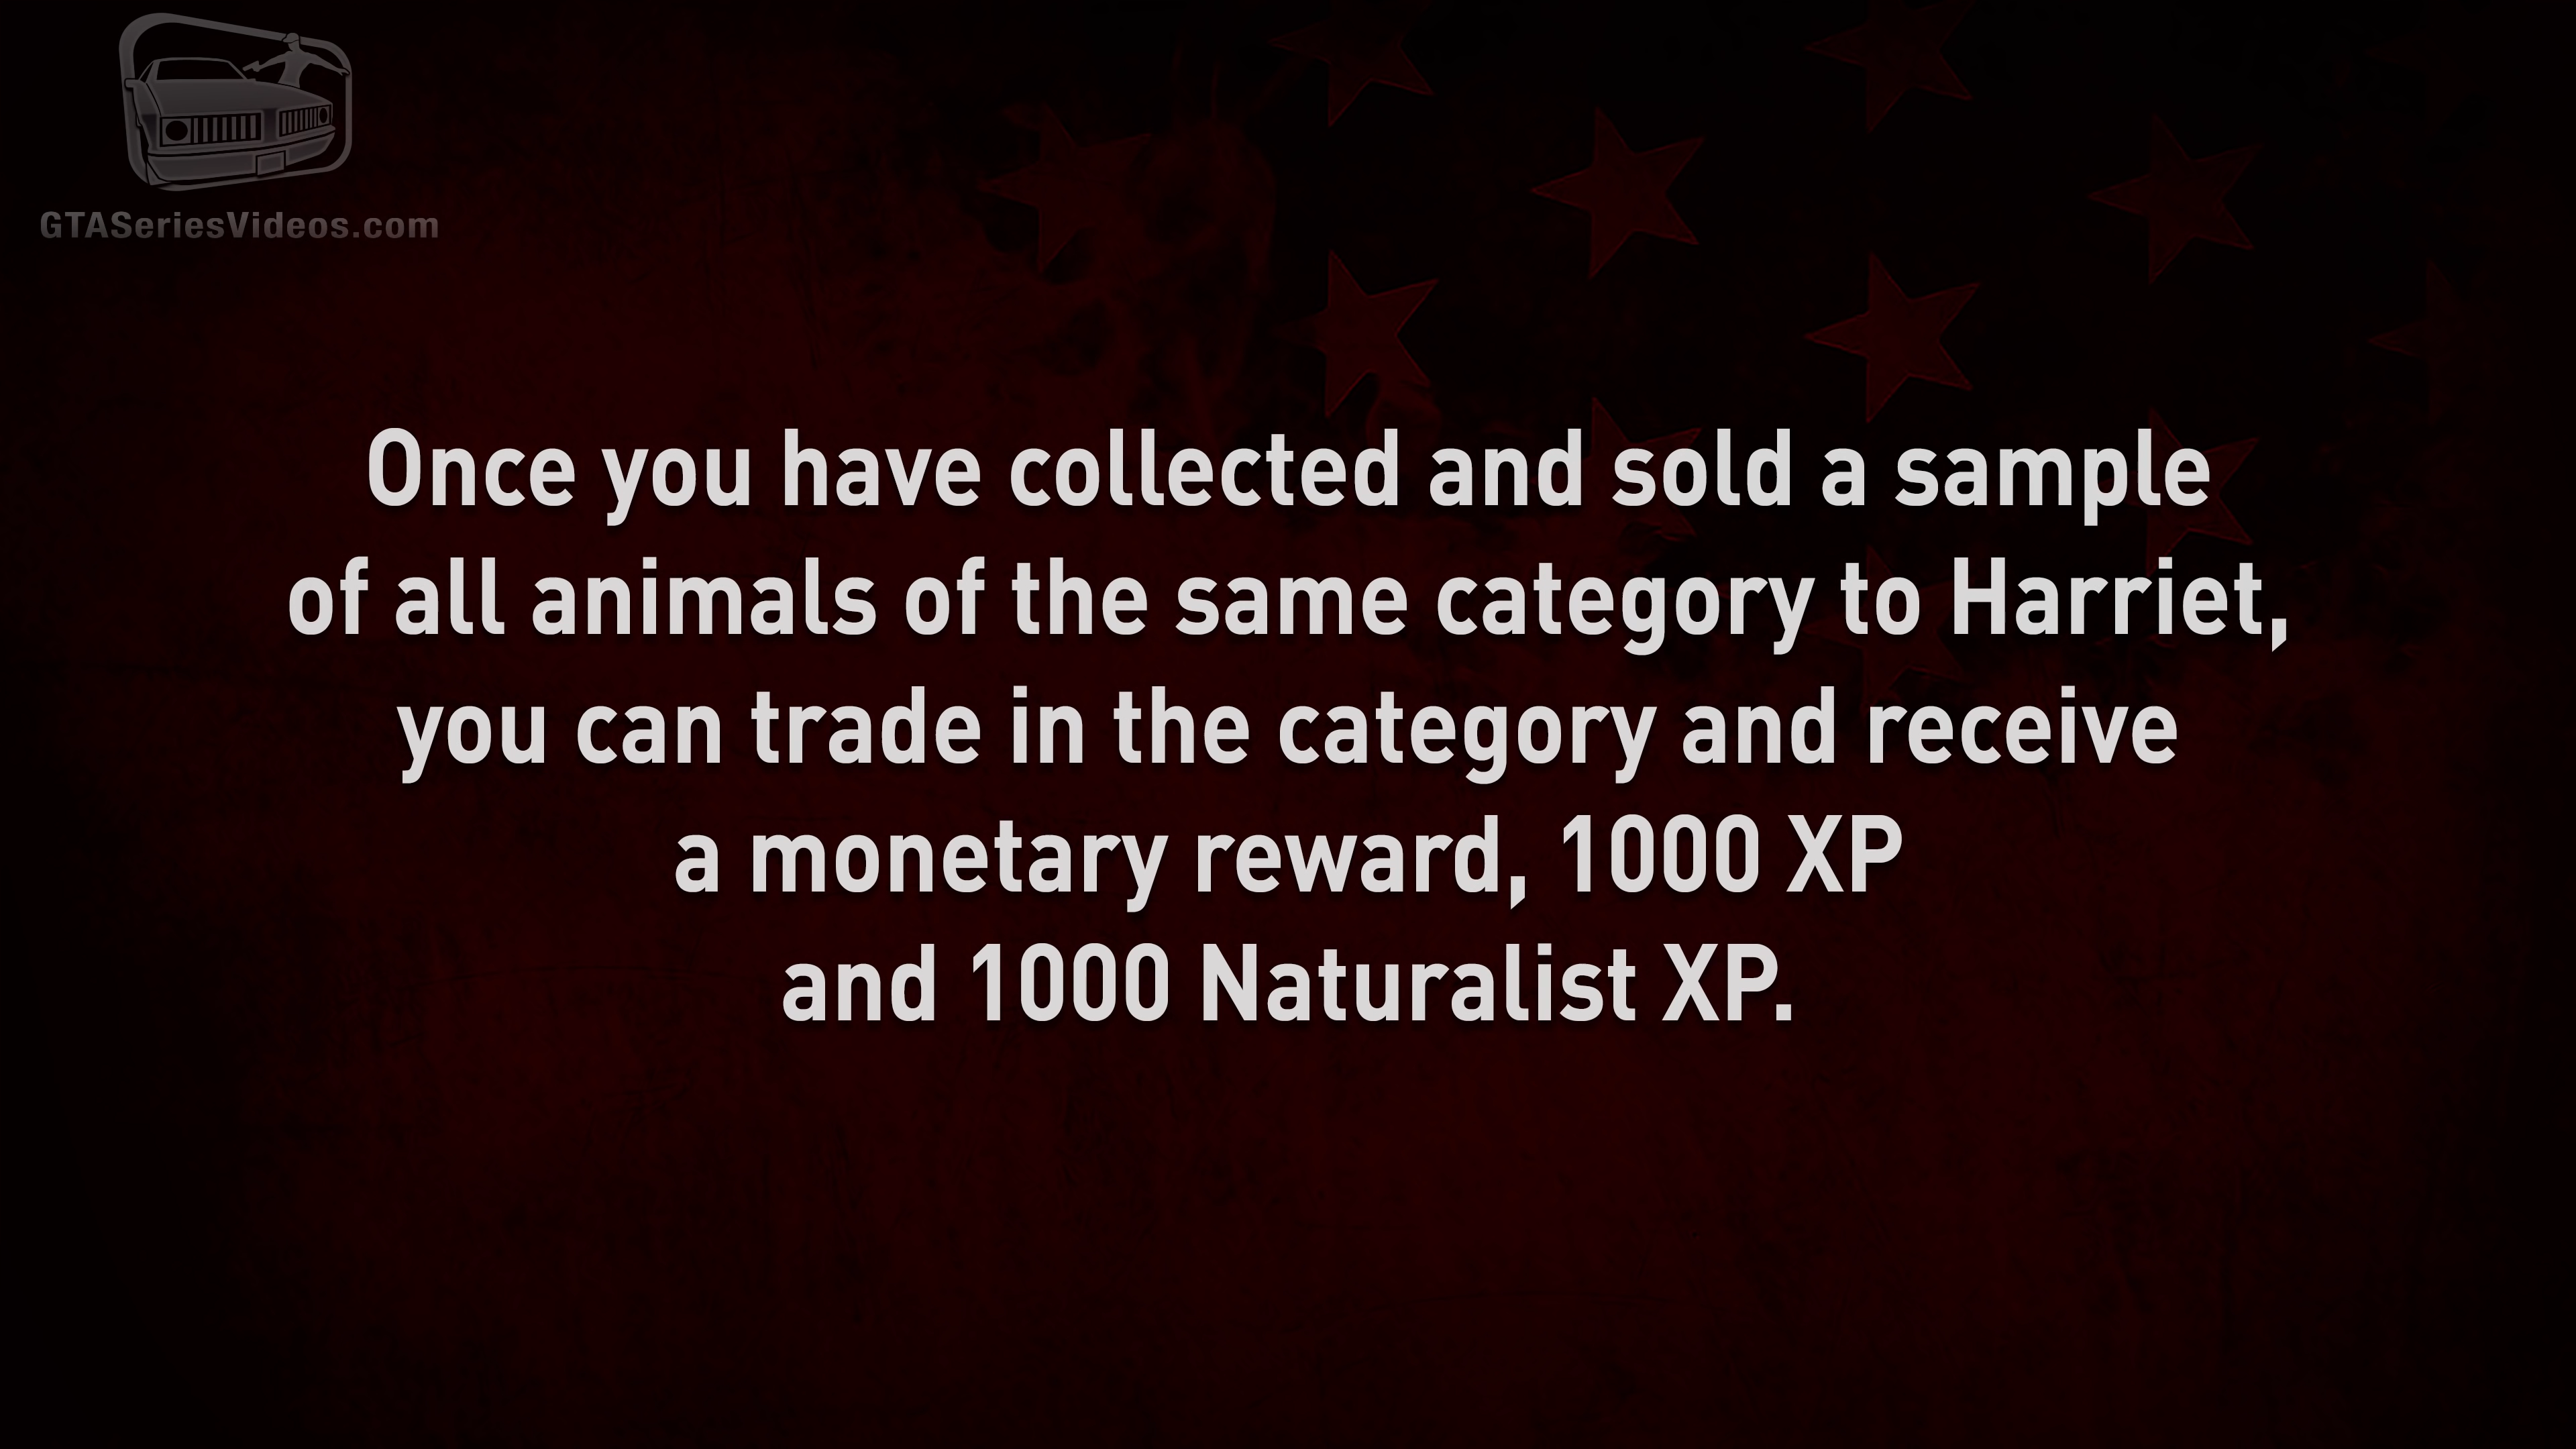 GTASeriesVideos.com
Once you have collected and sold a sample
of all animals of the same category to Harriet,
you can trade in the category and receive
a monetary reward, 1000 XP
and 1000 Naturalist XP.